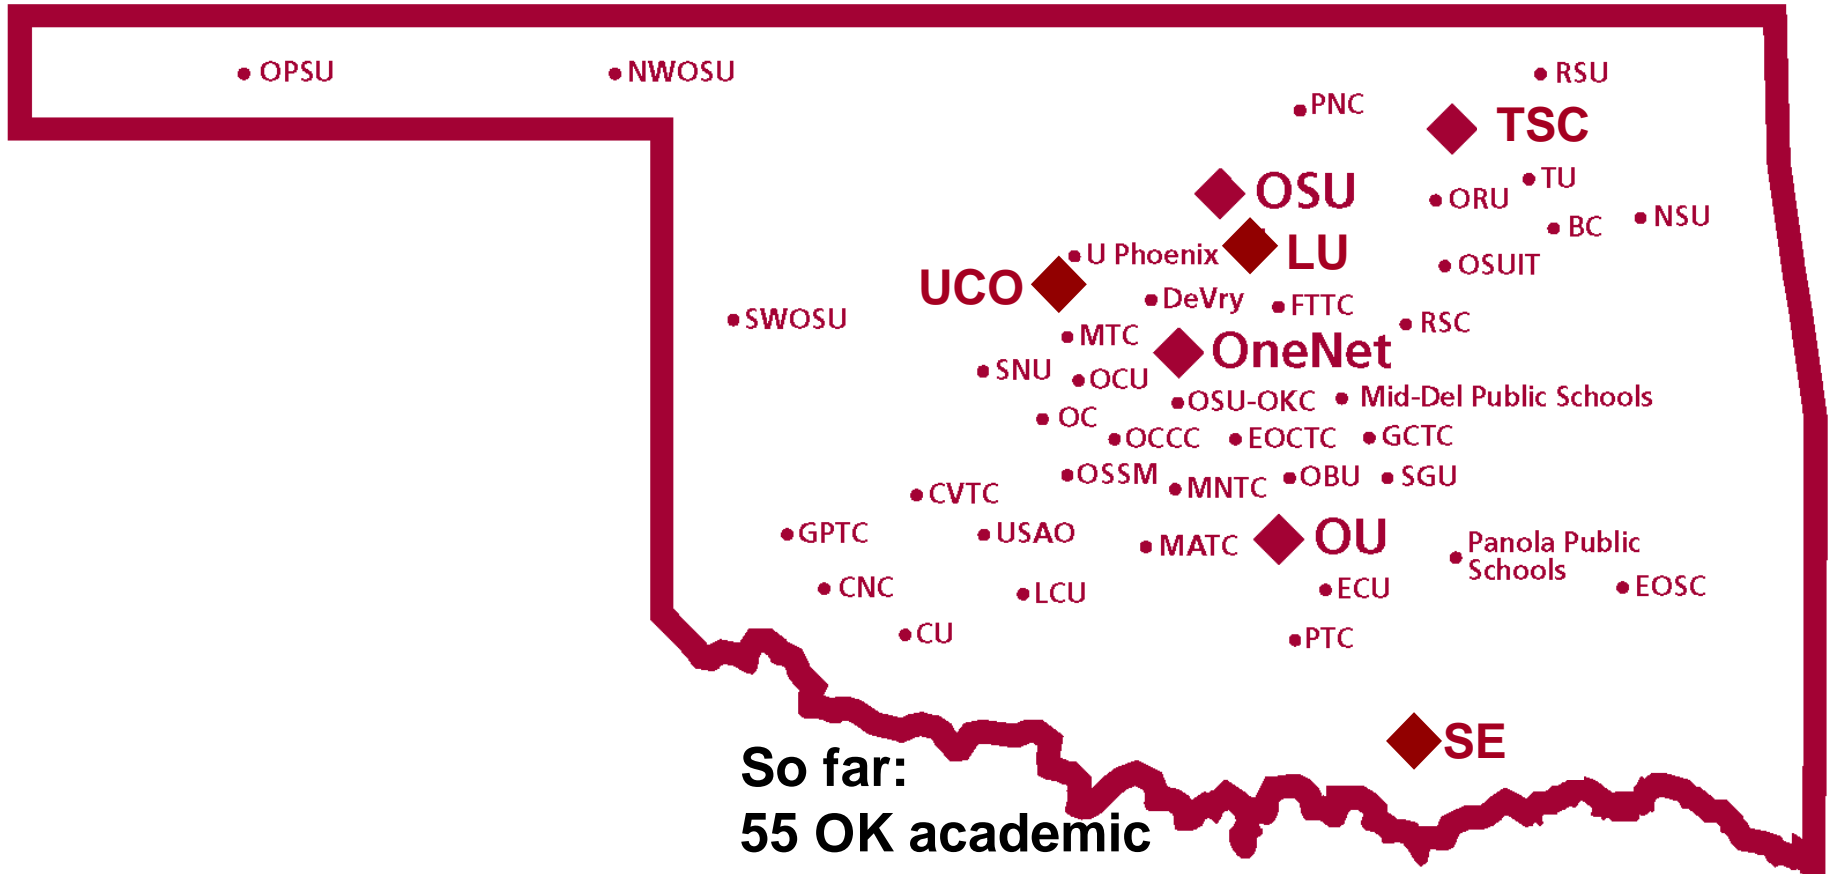 OPSU
NWOSU
RSU
PNC
TSC
TU
OSU
ORU
NSU
BC
U Phoenix
LU
OSUIT
UCO
DeVry
FTTC
SWOSU
RSC
MTC
OneNet
SNU
OCU
OSU-OKC
Mid-Del Public Schools
OC
OCCC
EOCTC
GCTC
OSSM
OBU
SGU
MNTC
CVTC
GPTC
USAO
OU
MATC
Panola Public
Schools
CNC
LCU
ECU
EOSC
CU
PTC
SE
So far:
55 OK academic